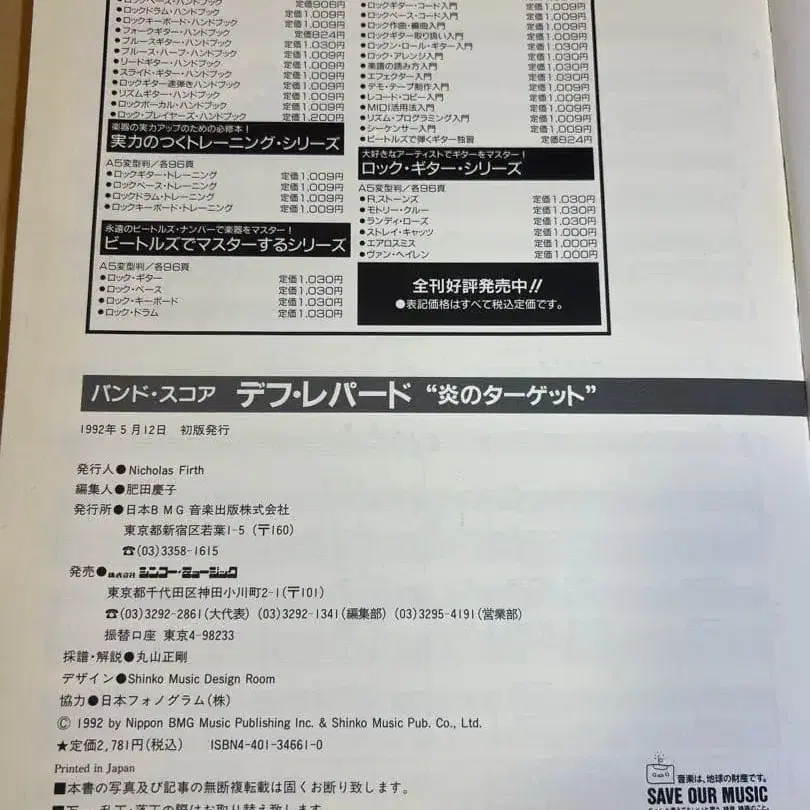 ●ロックベース・ハンドブック 定価906円
●ロックドラム・ハンドブック 定価1,009円
●ロックキーボード・ハンドブック 定価1,009円
●フォークギター・ハンドブック 定価824円
●ブルースギター・ハンドブック 定価1,030円
●ブルース・ハープ・ハンドブック 定価1,009円
●リードギター・ハンドブック 定価1,009円
●スライド・ギター・ハンドブック 定価1,009円
●ロックギター速弾きハンドブック 定価1,009円
●リズムギター・ハンドブック 定価1,009円
●ロックボーカル・ハンドブック 定価1,009円
●ロック・プレイヤーズ・ハンドブック 定価1,200円
楽器の実力アップのための必修本!
実力のつくトレーニング・シリーズ
A5変型判/各96頁
●ロックギター・トレーニング 定価1,009円
●ロックベース・トレーニング 定価1,009円
●ロックドラム・トレーニング 定価1,009円
●ロックキーボード・トレーニング 定価1,009円
永遠のビートルズ・ナンバーで楽器をマスター!
ビートルズでマスターするシリーズ
A5変型判/各96頁
●ロック・ギター 定価1,030円
●ロック・ベース 定価1,030円
●ロック・キーボード 定価1,030円
●ロック・ドラム 定価1,030円
●ロックギター・コード入門 定価1,009円
●ロックベース・コード入門 定価1,009円
●ロック作曲・編曲入門 定価1,009円
●ロックギター取り扱い入門 定価1,009円
●ロックン・ロール・ギター入門 定価1,030円
●ロック・アレンジ入門 定価1,030円
●楽譜の読み方入門 定価1,030円
●エフェクター入門 定価1,030円
●デモ・テープ制作入門 定価1,009円
●レコード・コピー入門 定価1,009円
●MIDI活用法入門 定価1,009円
●リズム・プログラミング入門 定価1,009円
●シーケンサー入門 定価1,009円
●ビートルズで弾くギター独習 定価824円
大好きなアーティストでギターをマスター!
ロック・ギター・シリーズ
A5変型判/各96頁
●R.ストーンズ 定価1,030円
●モトリー・クルー 定価1,030円
●ランディ・ローズ 定価1,030円
●ストレイ・キャッツ 定価1,000円
●エアロスミス 定価1,000円
●ヴァン・ヘイレン 定価1,000円
全刊好評発売中!!
●表記価格はすべて税込定価です。
バンド・スコア デフ・レパード “炎のターゲット”
1992年5月12日 初版発行
発行人●Nicholas Firth
編集人●肥田慶子
発行所●日本BMG音楽出版株式会社
東京都新宿区若葉1-5 (〒160)
☎(03)3358-1615
発売●株式会社シンコー・ミュージック
東京都千代田区神田小川町2-1(〒101)
☎(03)3292-2861(大代表) (03)3292-1341(編集部) (03)3295-4191(営業部)
振替口座 東京4-98233
採譜・解説●丸山正剛
デザイン●Shinko Music Design Room
協力●日本フォノグラム(株)
© 1992 by Nippon BMG Music Publishing Inc. & Shinko Music Pub. Co., Ltd.
★定価2,781円(税込) ISBN4-401-34661-0
Printed in Japan
■本書の写真及び記事の無断複転載は固くお断り致します。
音楽は、地球の財産です。
SAVE OUR MUSIC